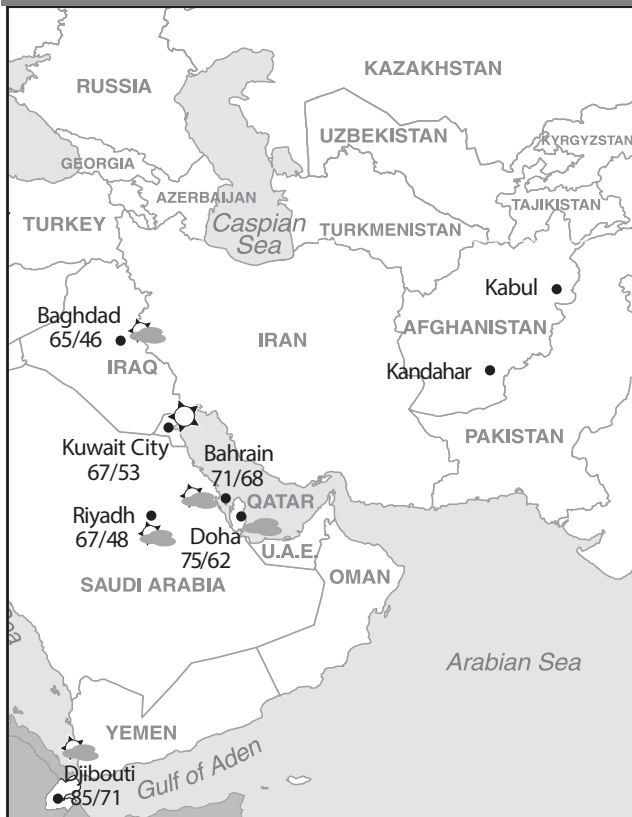 KAZAKHSTAN
RUSSIA
UZBEKISTAN
KYRGYZSTAN
GEORGIA
AZERBAIJAN
TAJIKISTAN
TURKEY
Caspian
Sea
TURKMENISTAN
Kabul
Baghdad
65/46
AFGHANISTAN
IRAN
IRAQ
Kandahar
PAKISTAN
Kuwait City
67/53
Bahrain
71/68
QATAR
Riyadh
67/48
Doha
75/62
U.A.E.
OMAN
SAUDI ARABIA
Arabian Sea
YEMEN
Gulf of Aden
Djibouti
85/71